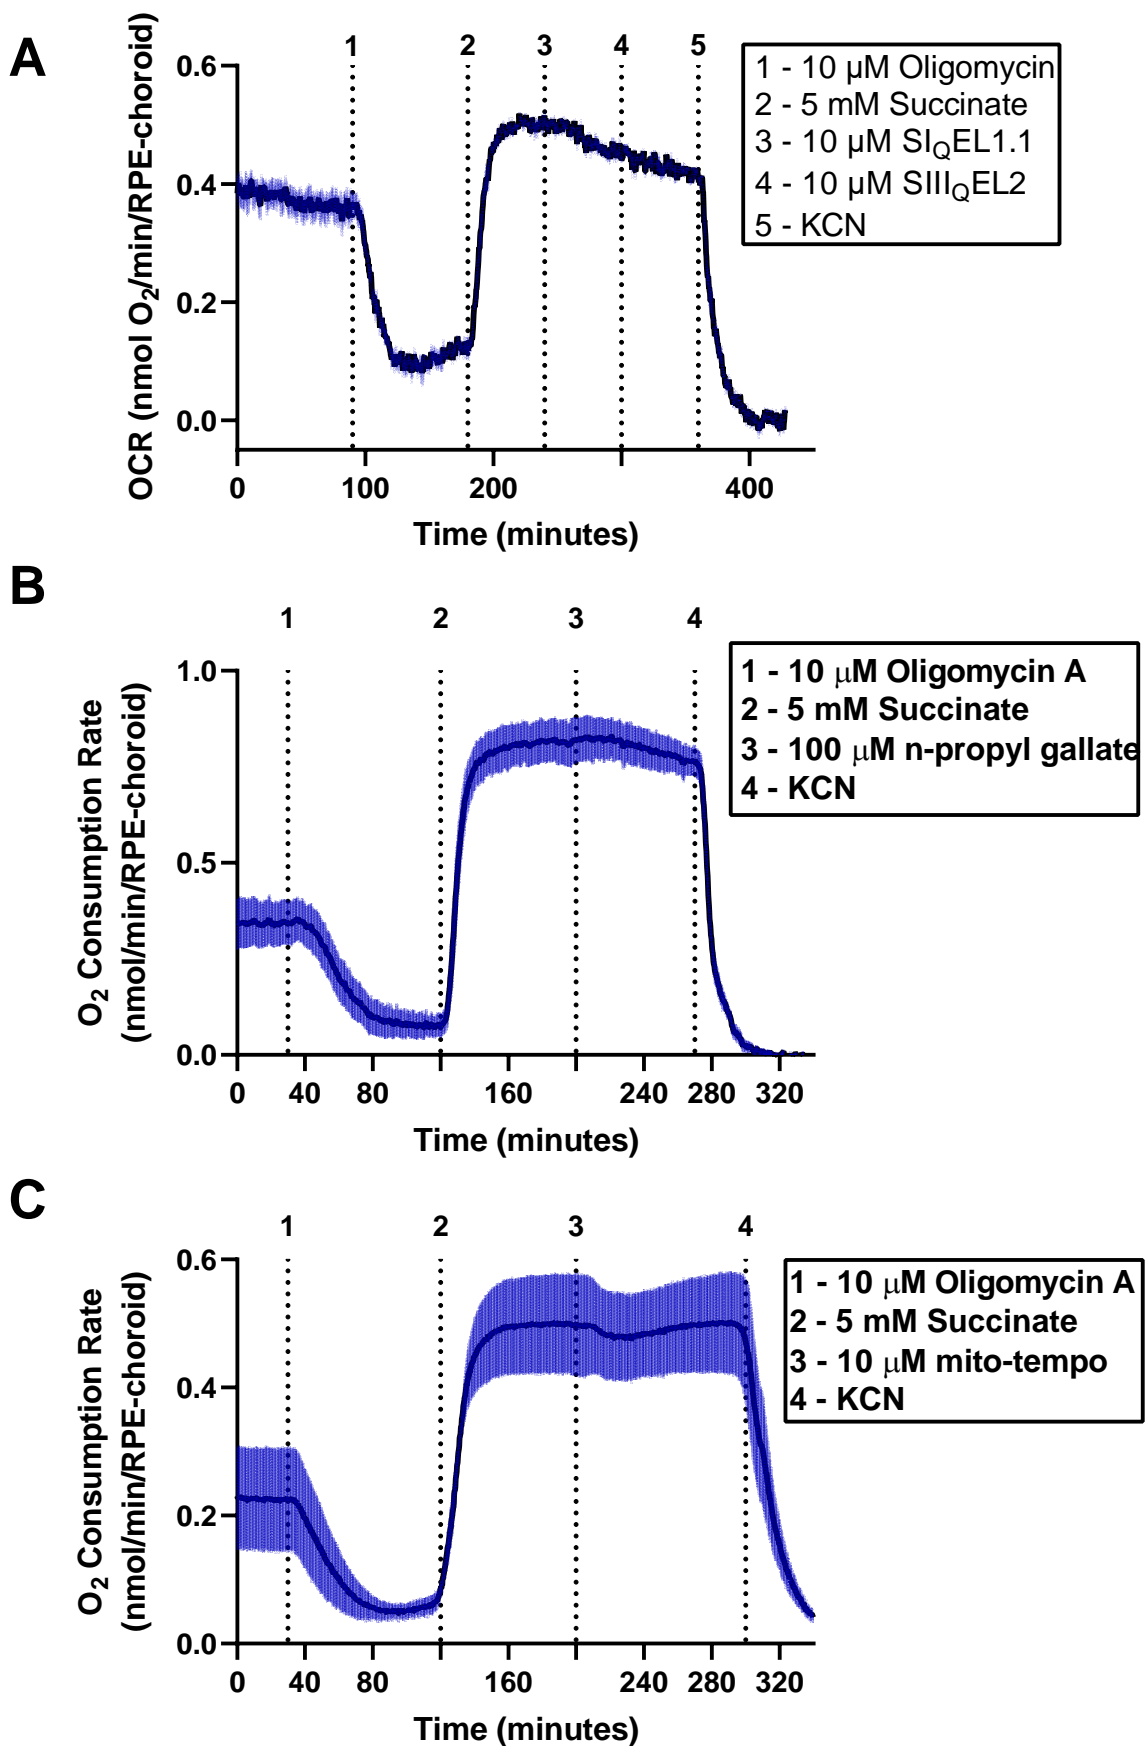 A
1 2 3 4 5
OCR (nmol O2/min/RPE-choroid)
0.6
0.4
0.2
0.0
0 100 200 400
Time (minutes)
1 - 10 µM Oligomycin
2 - 5 mM Succinate
3 - 10 µM SIQEL1.1
4 - 10 µM SIIIQEL2
5 - KCN
B
1 2 3 4
O2 Consumption Rate
(nmol/min/RPE-choroid)
1.0
0.5
0.0
0 40 80 160 240 280 320
Time (minutes)
1 - 10 µM Oligomycin A
2 - 5 mM Succinate
3 - 100 µM n-propyl gallate
4 - KCN
C
1 2 3 4
O2 Consumption Rate
(nmol/min/RPE-choroid)
0.6
0.4
0.2
0.0
0 40 80 160 240 280 320
Time (minutes)
1 - 10 µM Oligomycin A
2 - 5 mM Succinate
3 - 10 µM mito-tempo
4 - KCN